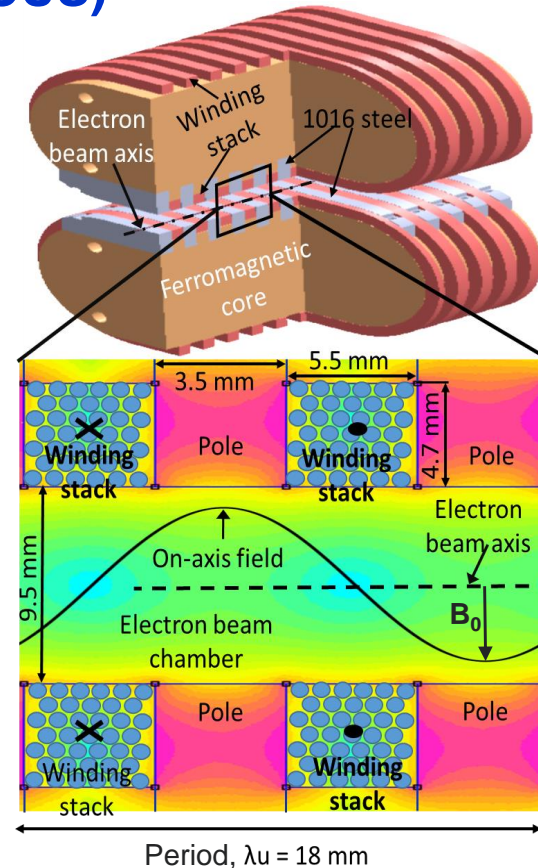 Electron
beam axis
Winding
stack
1016 steel
Ferromagnetic
core
5.5 mm
3.5 mm
4.7 mm
Winding
stack
Pole
Winding
stack
Pole
On-axis field
Electron
beam axis
9.5 mm
B₀
Electron beam
chamber
Pole
Pole
Winding
stack
Winding
stack
Period, λu = 18 mm